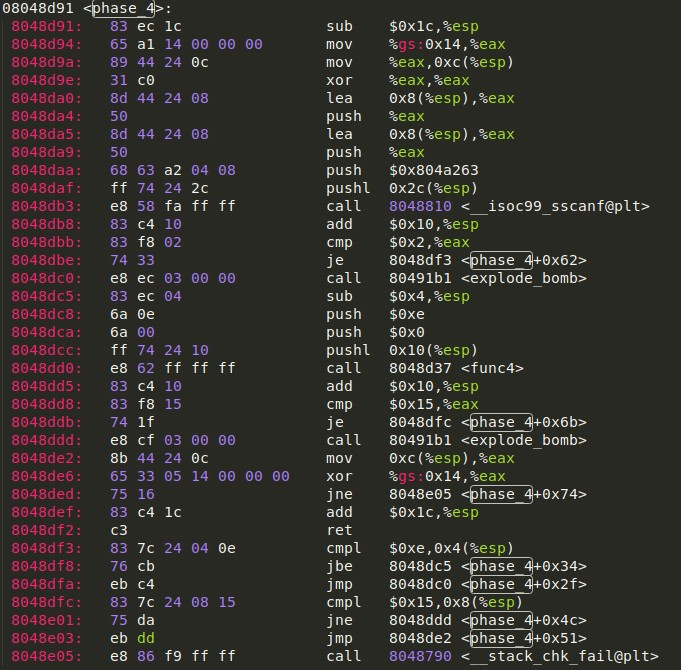 08048d91 <phase_4>:
8048d91: 83 ec 1c sub $0x1c,%esp
8048d94: 65 a1 14 00 00 00 mov %gs:0x14,%eax
8048d9a: 89 44 24 0c mov %eax,0xc(%esp)
8048d9e: 31 c0 xor %eax,%eax
8048da0: 8d 44 24 08 lea 0x8(%esp),%eax
8048da4: 50 push %eax
8048da5: 8d 44 24 08 lea 0x8(%esp),%eax
8048da9: 50 push %eax
8048daa: 68 63 a2 04 08 push $0x804a263
8048daf: ff 74 24 2c pushl 0x2c(%esp)
8048db3: e8 58 fa ff ff call 8048810 <__isoc99_sscanf@plt>
8048db8: 83 c4 10 add $0x10,%esp
8048dbb: 83 f8 02 cmp $0x2,%eax
8048dbe: 74 33 je 8048df3 <phase_4+0x62>
8048dc0: e8 ec 03 00 00 call 80491b1 <explode_bomb>
8048dc5: 83 ec 04 sub $0x4,%esp
8048dc8: 6a 0e push $0xe
8048dca: 6a 00 push $0x0
8048dcc: ff 74 24 10 pushl 0x10(%esp)
8048dd0: e8 62 ff ff ff call 8048d37 <func4>
8048dd5: 83 c4 10 add $0x10,%esp
8048dd8: 83 f8 15 cmp $0x15,%eax
8048ddb: 74 1f je 8048dfc <phase_4+0x6b>
8048ddd: e8 cf 03 00 00 call 80491b1 <explode_bomb>
8048de2: 8b 44 24 0c mov 0xc(%esp),%eax
8048de6: 65 33 05 14 00 00 00 xor %gs:0x14,%eax
8048ded: 75 16 jne 8048e05 <phase_4+0x74>
8048def: 83 c4 1c add $0x1c,%esp
8048df2: c3 ret
8048df3: 83 7c 24 04 0e cmpl $0xe,0x4(%esp)
8048df8: 76 cb jbe 8048dc5 <phase_4+0x34>
8048dfa: eb c4 jmp 8048dc0 <phase_4+0x2f>
8048dfc: 83 7c 24 08 15 cmpl $0x15,0x8(%esp)
8048e01: 75 da jne 8048ddd <phase_4+0x4c>
8048e03: eb dd jmp 8048de2 <phase_4+0x51>
8048e05: e8 86 f9 ff ff call 8048790 <__stack_chk_fail@plt>